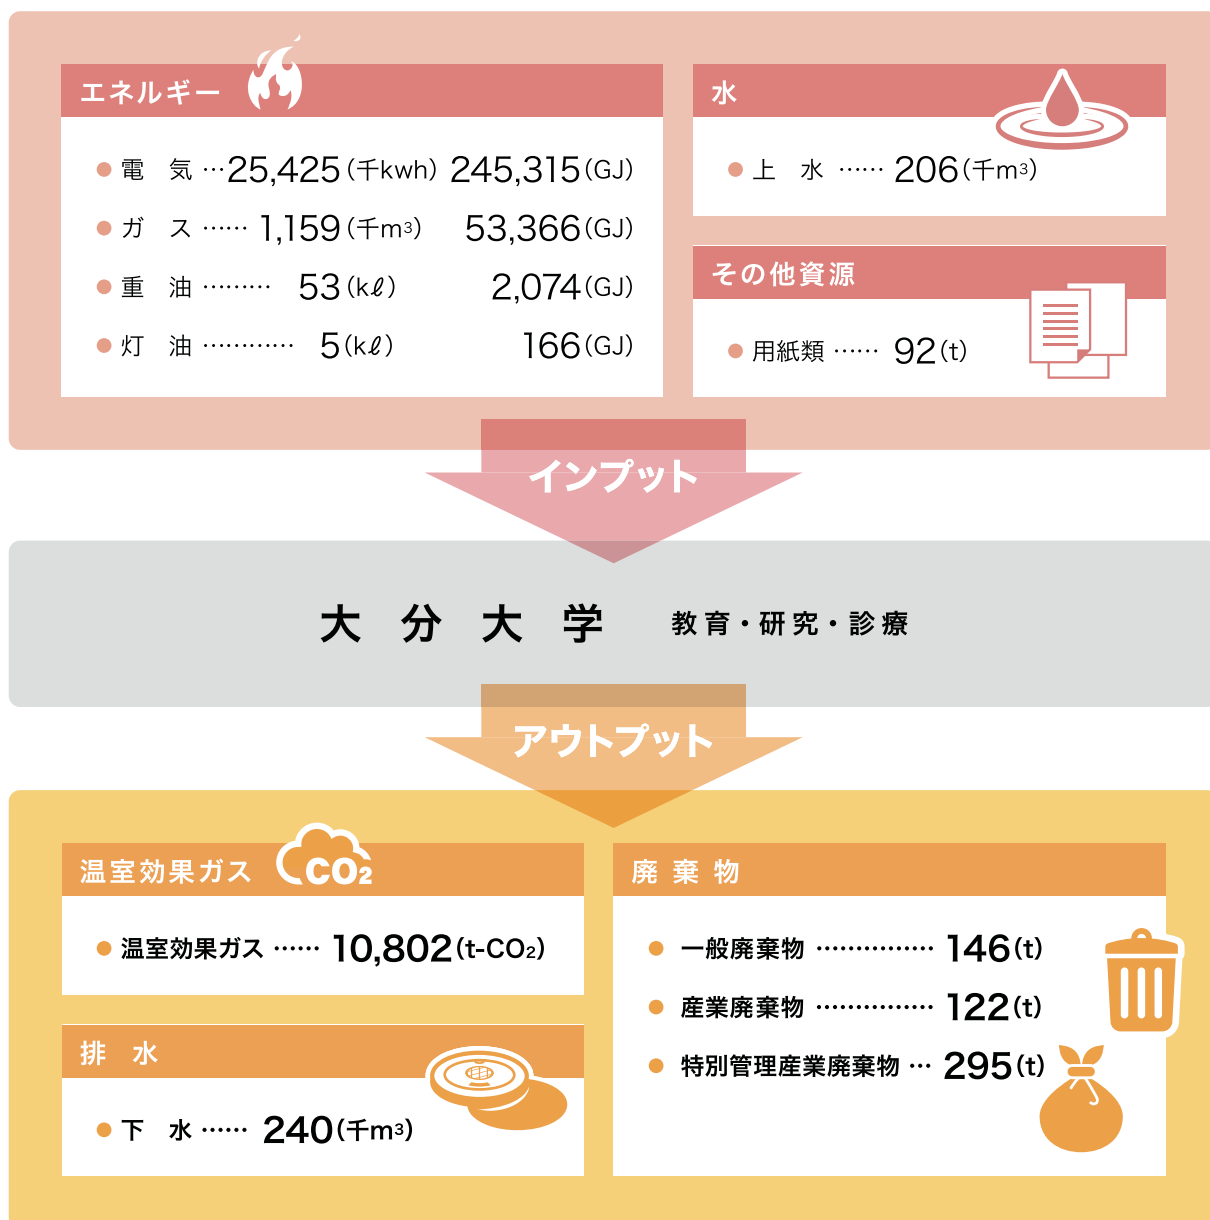 エネルギー
電　気 …25,425(千kwh) 245,315(GJ)
ガ　ス …… 1,159(千m3) 53,366(GJ)
重　油 ……… 53(kℓ) 2,074(GJ)
灯　油 ………… 5(kℓ) 166(GJ)
水
上　水 …… 206(千m3)
その他資源
用紙類 …… 92(t)
インプット
大　分　大　学　教育・研究・診療
アウトプット
温室効果ガス
CO2
温室効果ガス …… 10,802(t-CO2)
排　水
下　水 …… 240(千m3)
廃 棄 物
一般廃棄物 …………… 146(t)
産業廃棄物 …………… 122(t)
特別管理産業廃棄物 … 295(t)